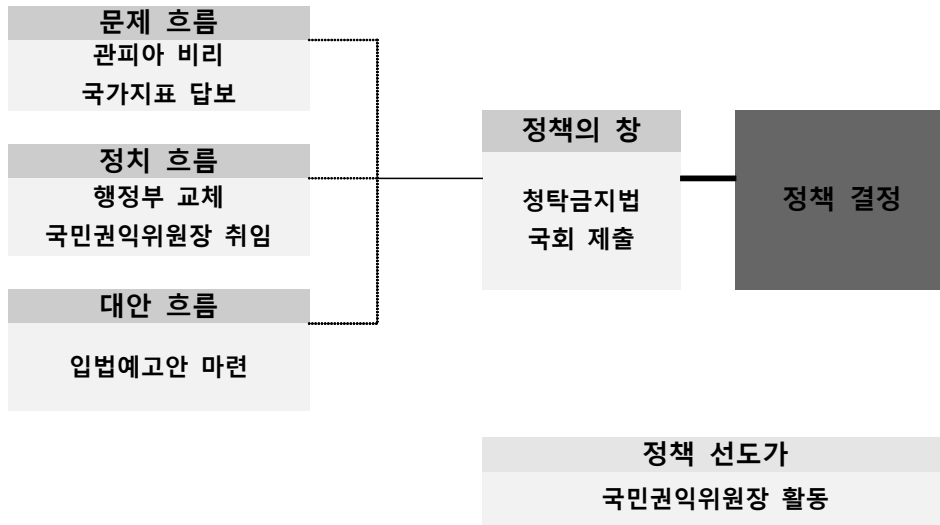 문제 흐름
관피아 비리
국가지표 답보
정치 흐름
행정부 교체
국민권익위원장 취임
대안 흐름
입법예고안 마련
정책의 창
청탁금지법
국회 제출
정책 결정
정책 선도가
국민권익위원장 활동